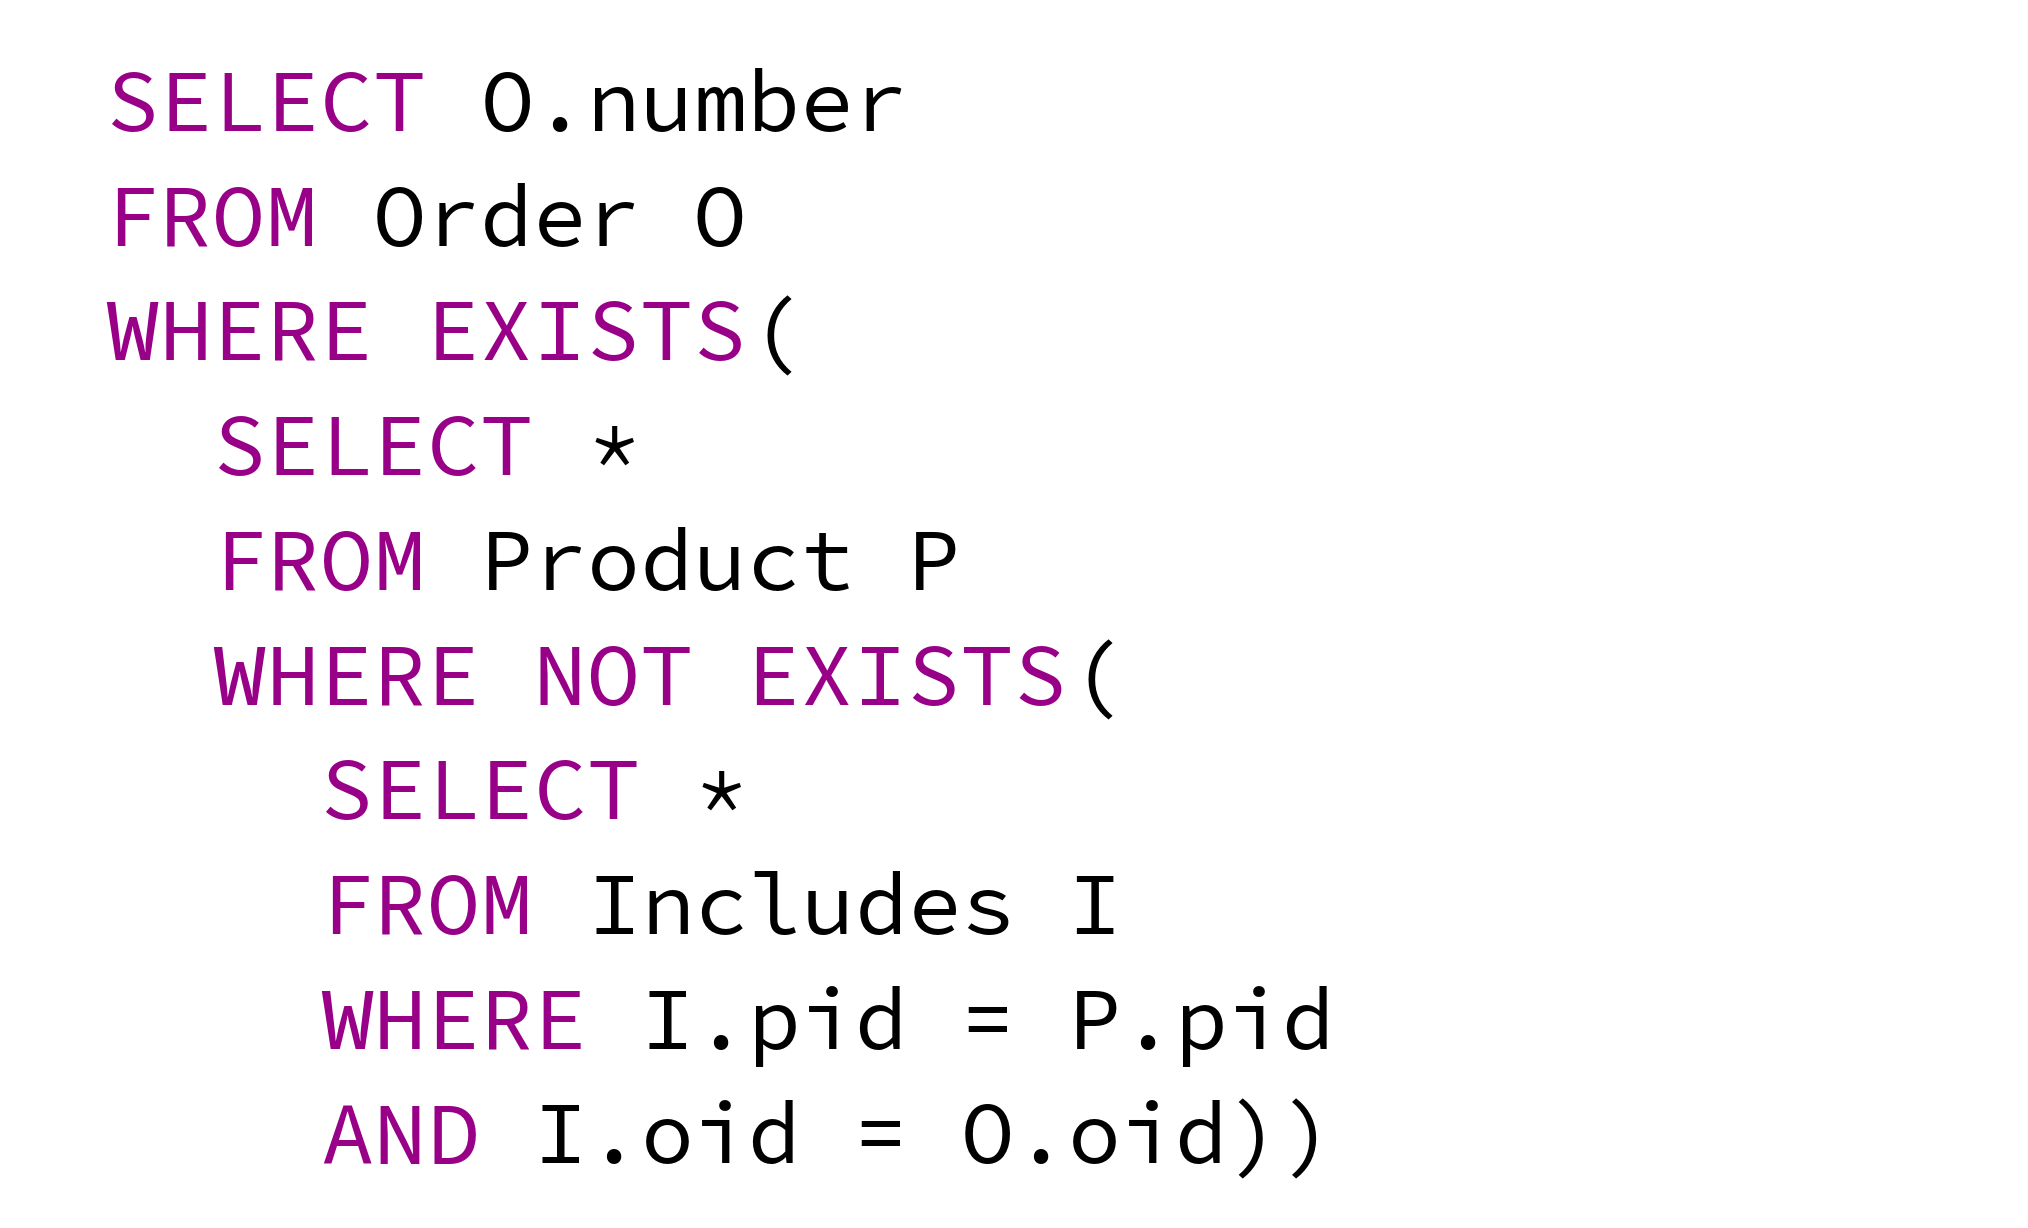 SELECT O.number
FROM Order O
WHERE EXISTS(
SELECT *
FROM Product P
WHERE NOT EXISTS(
SELECT *
FROM Includes I
WHERE I.pid = P.pid
AND I.oid = O.oid))